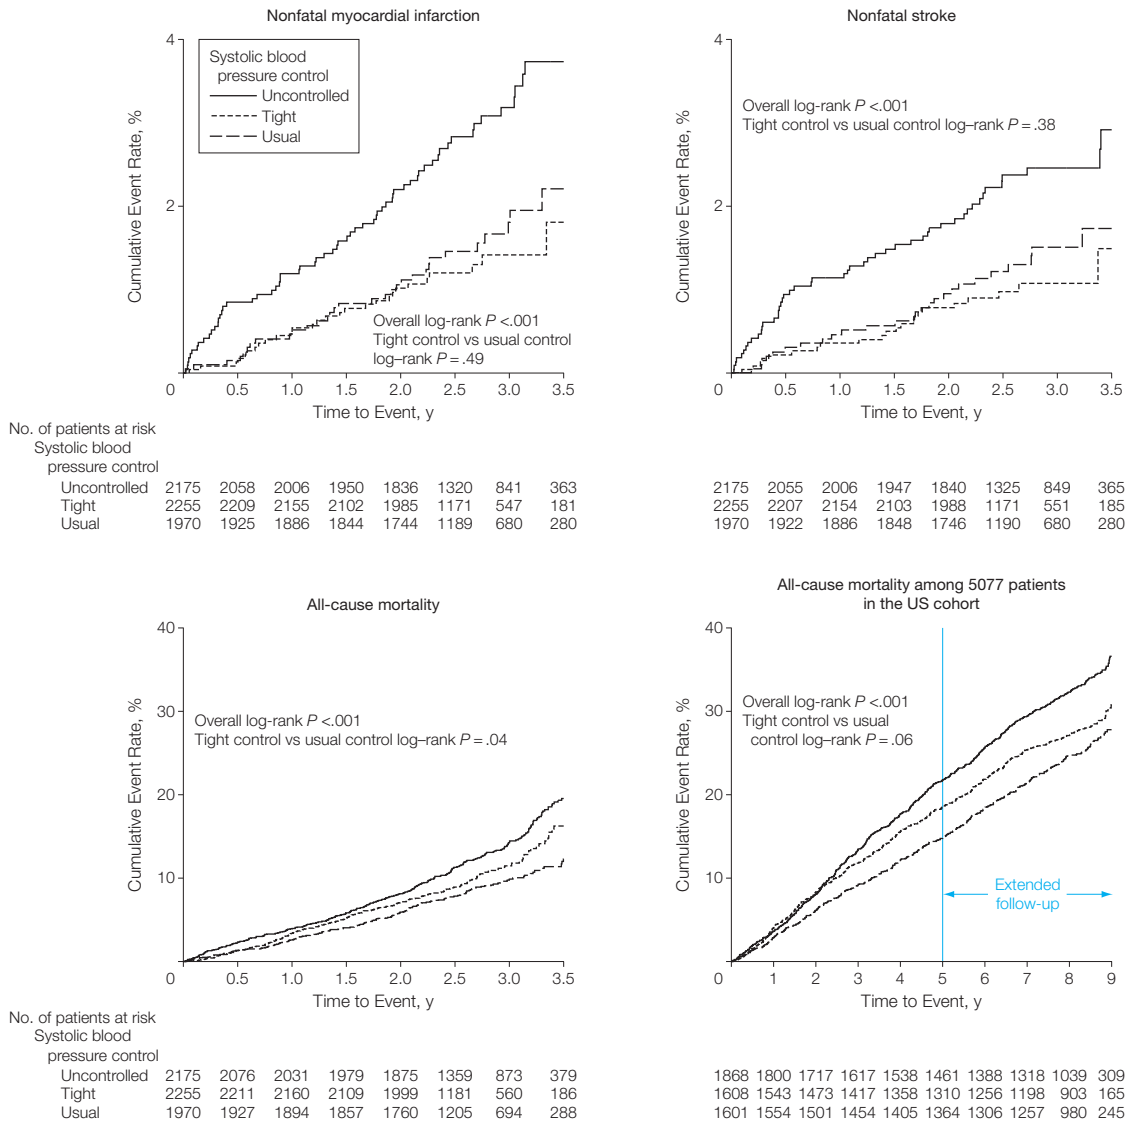 Nonfatal myocardial infarction
4
2
0
Cumulative Event Rate, %
Systolic blood
pressure control
Uncontrolled
Tight
Usual
Overall log-rank P <.001
Tight control vs usual control
log–rank P = .49
0.5 1.0 1.5 2.0 2.5 3.0 3.5
Time to Event, y
Nonfatal stroke
4
2
0
Cumulative Event Rate, %
Overall log-rank P <.001
Tight control vs usual control log–rank P = .38
0.5 1.0 1.5 2.0 2.5 3.0 3.5
Time to Event, y
No. of patients at risk
Systolic blood
pressure control
Uncontrolled 2175 2058 2006 1950 1836 1320 841 363
Tight 2255 2209 2155 2102 1985 1171 547 181
Usual 1970 1925 1886 1844 1744 1189 680 280
2175 2055 2006 1947 1840 1325 849 365
2255 2207 2154 2103 1988 1171 551 185
1970 1922 1886 1848 1746 1190 680 280
All-cause mortality
40
30
20
10
0
Cumulative Event Rate, %
Overall log-rank P <.001
Tight control vs usual control log–rank P = .04
0.5 1.0 1.5 2.0 2.5 3.0 3.5
Time to Event, y
All-cause mortality among 5077 patients
in the US cohort
40
30
20
10
0
Cumulative Event Rate, %
Overall log-rank P <.001
Tight control vs usual
control log–rank P = .06
Extended
follow-up
1 2 3 4 5 6 7 8 9
Time to Event, y
No. of patients at risk
Systolic blood
pressure control
Uncontrolled 2175 2076 2031 1979 1875 1359 873 379
Tight 2255 2211 2160 2109 1999 1181 560 186
Usual 1970 1927 1894 1857 1760 1205 694 288
1868 1800 1717 1617 1538 1461 1388 1318 1039 309
1608 1543 1473 1417 1358 1310 1256 1198 903 165
1601 1554 1501 1454 1405 1364 1306 1257 980 245